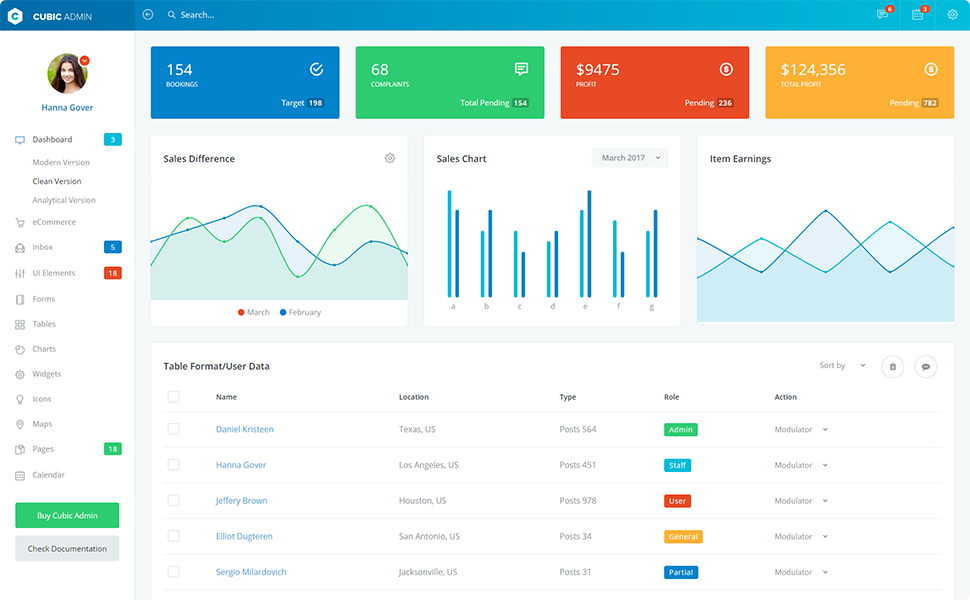 CUBIC ADMIN
Search...
6
3
Hanna Gover
Dashboard 3
Modern Version
Clean Version
Analytical Version
eCommerce
Inbox 5
UI Elements 18
Forms
Tables
Charts
Widgets
Icons
Maps
Pages 18
Calendar
Buy Cubic Admin
Check Documentation
154
BOOKINGS
Target 198
68
COMPLAINTS
Total Pending 154
$9475
PROFIT
Pending 236
$124,356
TOTAL PROFIT
Pending 782
Sales Difference
March February
Sales Chart
March 2017
a b c d e f g
Item Earnings
Table Format/User Data
Sort by
Name Location Type Role Action
Daniel Kristeen Texas, US Posts 564 Admin Modulator
Hanna Gover Los Angeles, US Posts 451 Staff Modulator
Jeffery Brown Houston, US Posts 978 User Modulator
Elliot Dugteren San Antonio, US Posts 34 General Modulator
Sergio Milardovich Jacksonville, US Posts 31 Partial Modulator